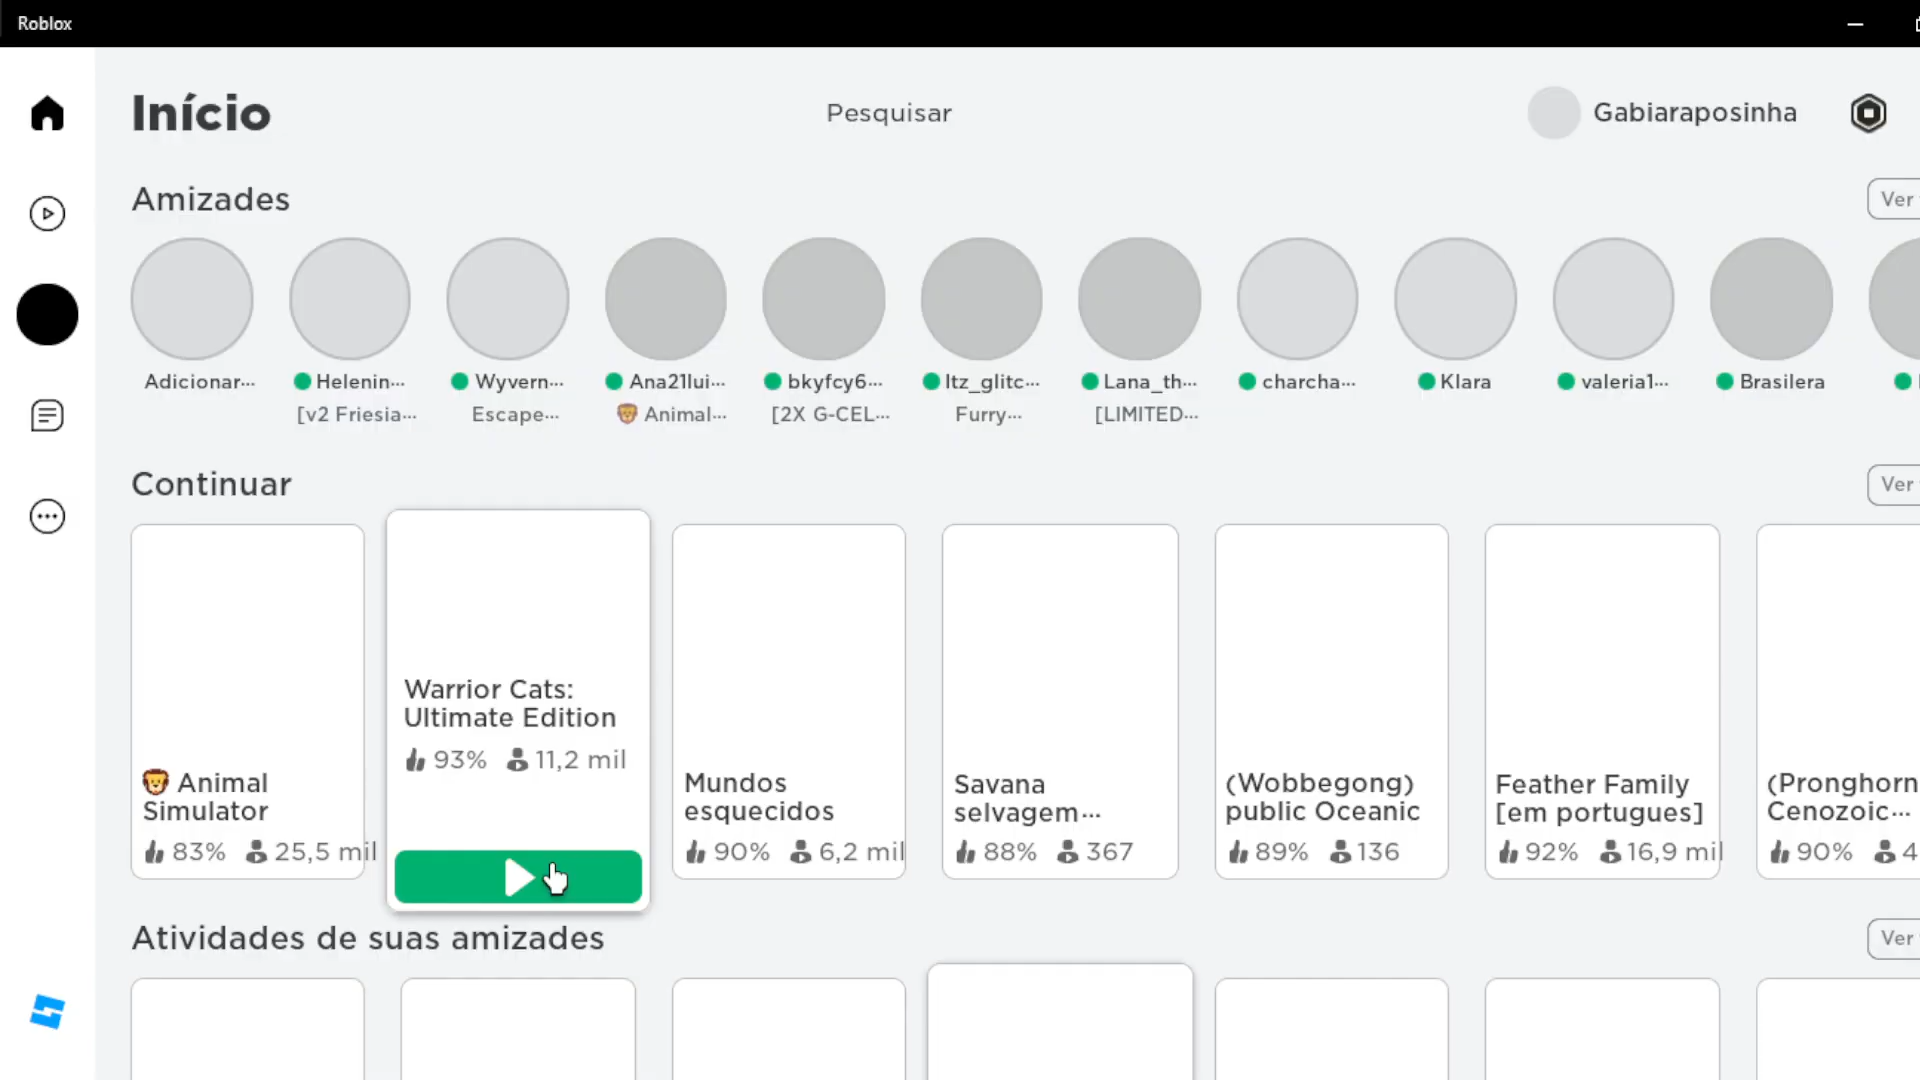 Roblox
Início
Pesquisar
Gabiaraposinha
Amizades
Ver
Adicionar...
Helenin...
Wyvern...
Ana21lui...
bkyfcy6...
Itz_glitc...
Lana_th...
charcha...
Klara
valeria1...
Brasilera
[v2 Friesia...
Escape...
🦁 Animal...
[2X G-CEL...
Furry...
[LIMITED...
Continuar
Ver
🦁 Animal
Simulator
83% 25,5 mil
Warrior Cats:
Ultimate Edition
93% 11,2 mil
Mundos
esquecidos
90% 6,2 mil
Savana
selvagem...
88% 367
(Wobbegong)
public Oceanic
89% 136
Feather Family
[em portugues]
92% 16,9 mil
(Pronghorn
Cenozoic...
90% 4
Atividades de suas amizades
Ver